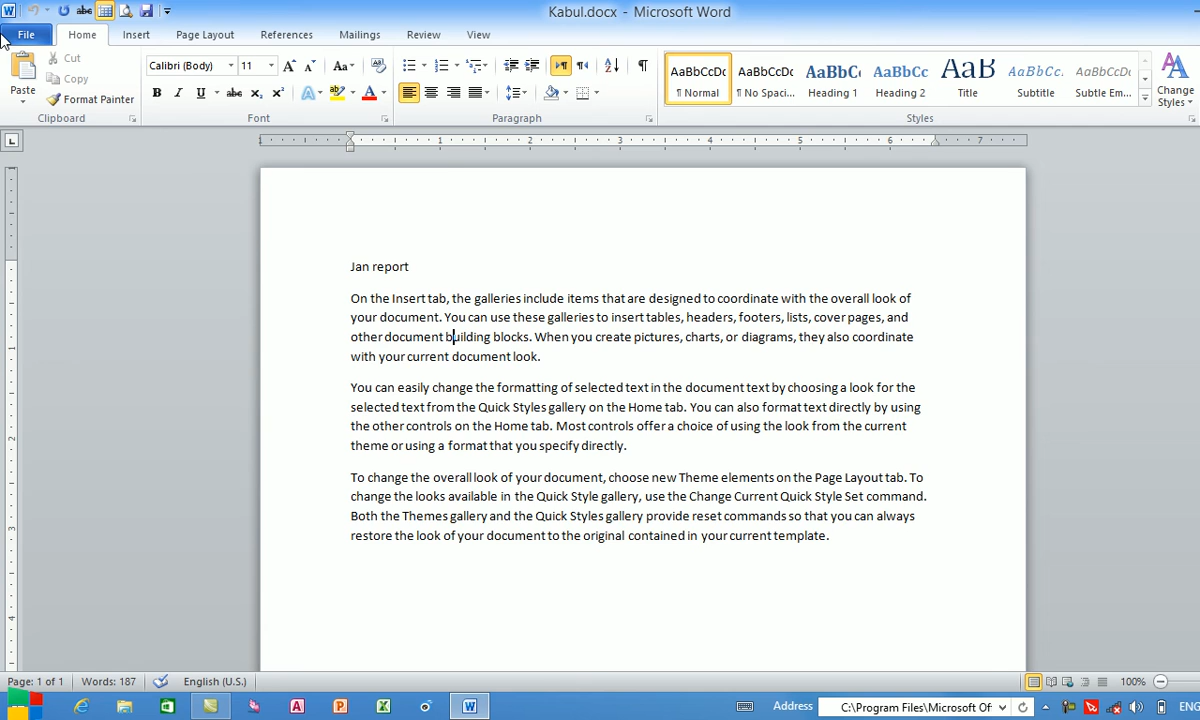 Kabul.docx - Microsoft Word
File Home Insert Page Layout References Mailings Review View
Cut
Copy
Format Painter
Paste
Calibri (Body) 11
AaBbCcDc AaBbCcDc AaBbC AaBbCc AaB AaBbCc. AaBbCcDc
¶ Normal ¶ No Spaci... Heading 1 Heading 2 Title Subtitle Subtle Em...
Change
Styles
Clipboard Font Paragraph Styles
1 1 2 3 4 5 6 7
Jan report
On the Insert tab, the galleries include items that are designed to coordinate with the overall look of
your document. You can use these galleries to insert tables, headers, footers, lists, cover pages, and
other document building blocks. When you create pictures, charts, or diagrams, they also coordinate
with your current document look.
You can easily change the formatting of selected text in the document text by choosing a look for the
selected text from the Quick Styles gallery on the Home tab. You can also format text directly by using
the other controls on the Home tab. Most controls offer a choice of using the look from the current
theme or using a format that you specify directly.
To change the overall look of your document, choose new Theme elements on the Page Layout tab. To
change the looks available in the Quick Style gallery, use the Change Current Quick Style Set command.
Both the Themes gallery and the Quick Styles gallery provide reset commands so that you can always
restore the look of your document to the original contained in your current template.
Page: 1 of 1 Words: 187 English (U.S.) 100%
Address C:\Program Files\Microsoft Of ENG